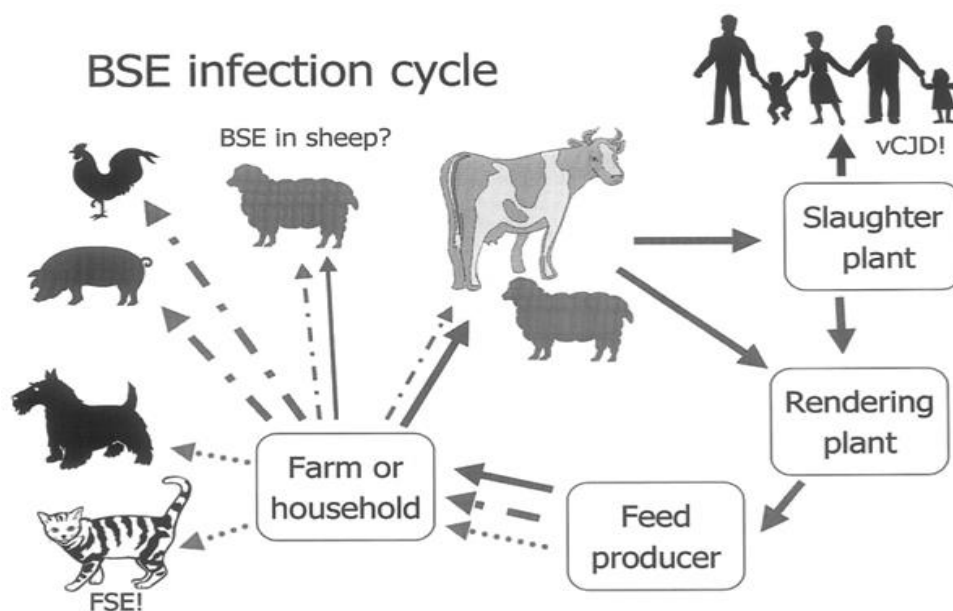 BSE infection cycle
BSE in sheep?
vCJD!
Slaughter
plant
Rendering
plant
Farm or
household
Feed
producer
FSE!